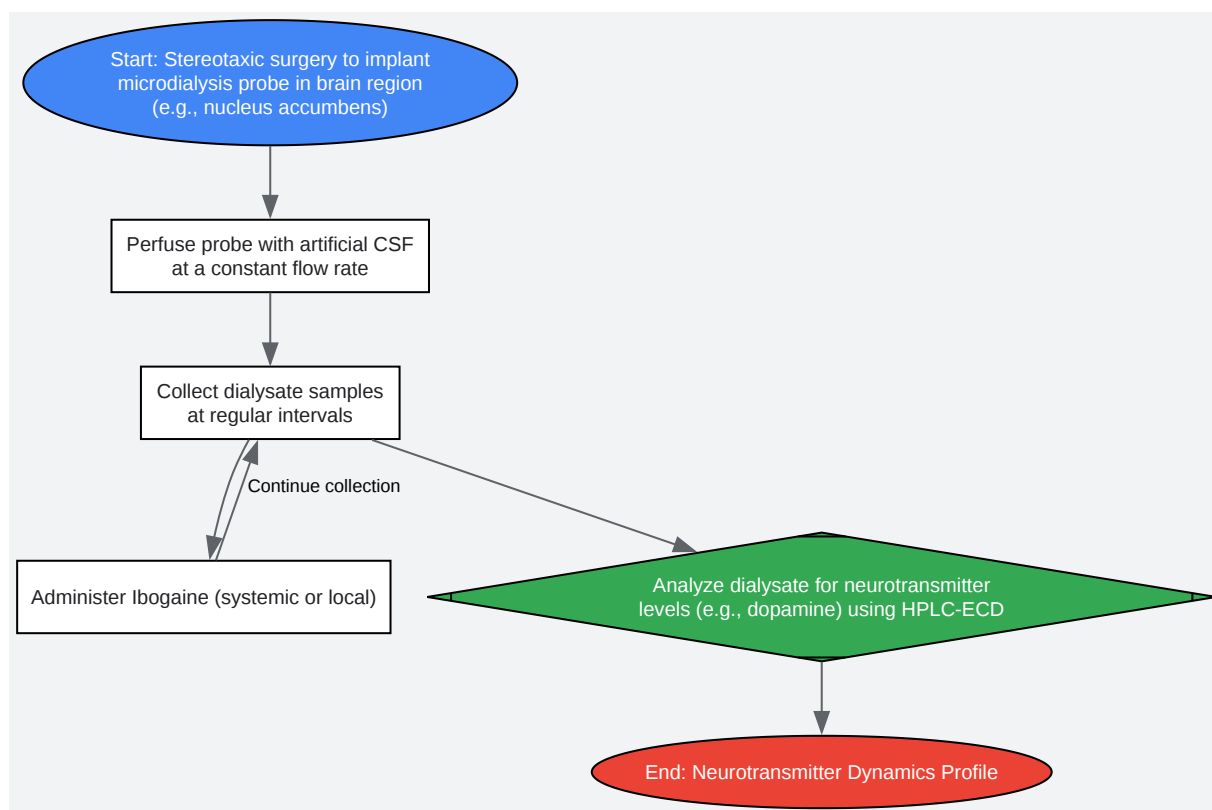 Start: Stereotaxic surgery to implant
microdialysis probe in brain region
(e.g., nucleus accumbens)
Perfuse probe with artificial CSF
at a constant flow rate
Collect dialysate samples
at regular intervals
Continue collection
Administer Ibogaine (systemic or local)
Analyze dialysate for neurotransmitter
levels (e.g., dopamine) using HPLC-ECD
End: Neurotransmitter Dynamics Profile